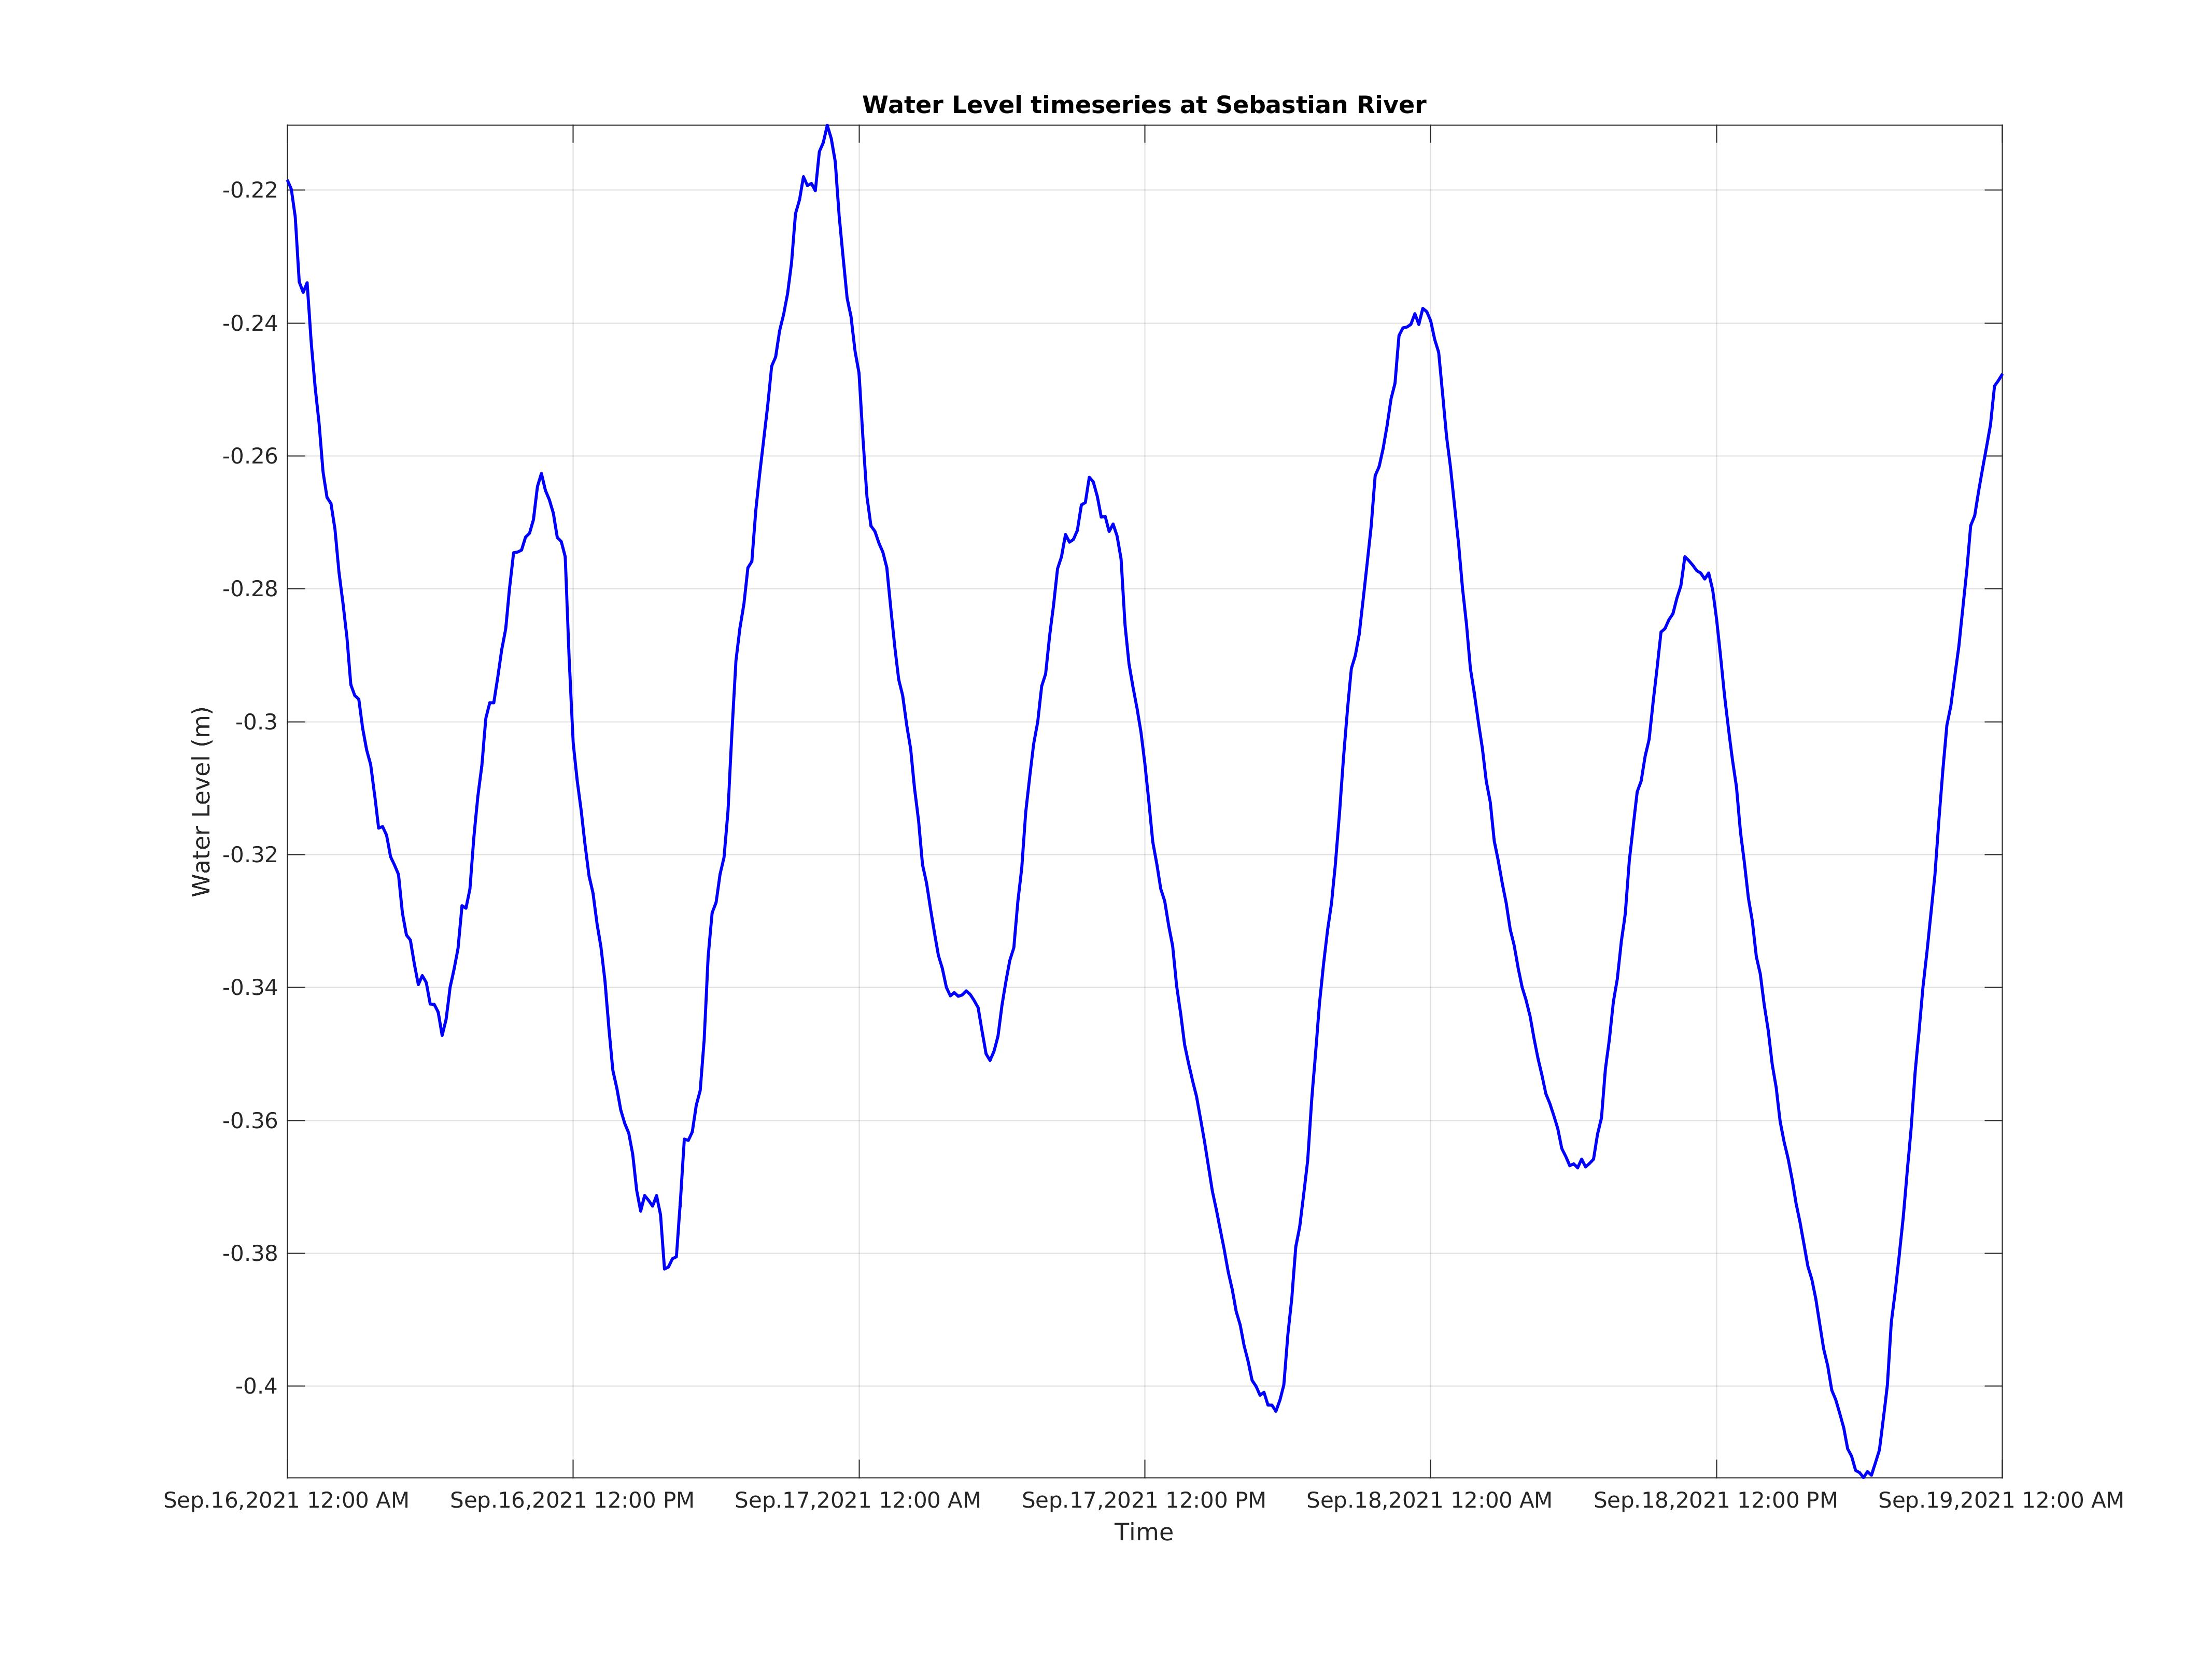 Water Level timeseries at Sebastian River
-0.22
-0.24
-0.26
-0.28
-0.3
-0.32
-0.34
-0.36
-0.38
-0.4
Water Level (m)
Sep.16,2021 12:00 AM Sep.16,2021 12:00 PM Sep.17,2021 12:00 AM Sep.17,2021 12:00 PM Sep.18,2021 12:00 AM Sep.18,2021 12:00 PM Sep.19,2021 12:00 AM
Time